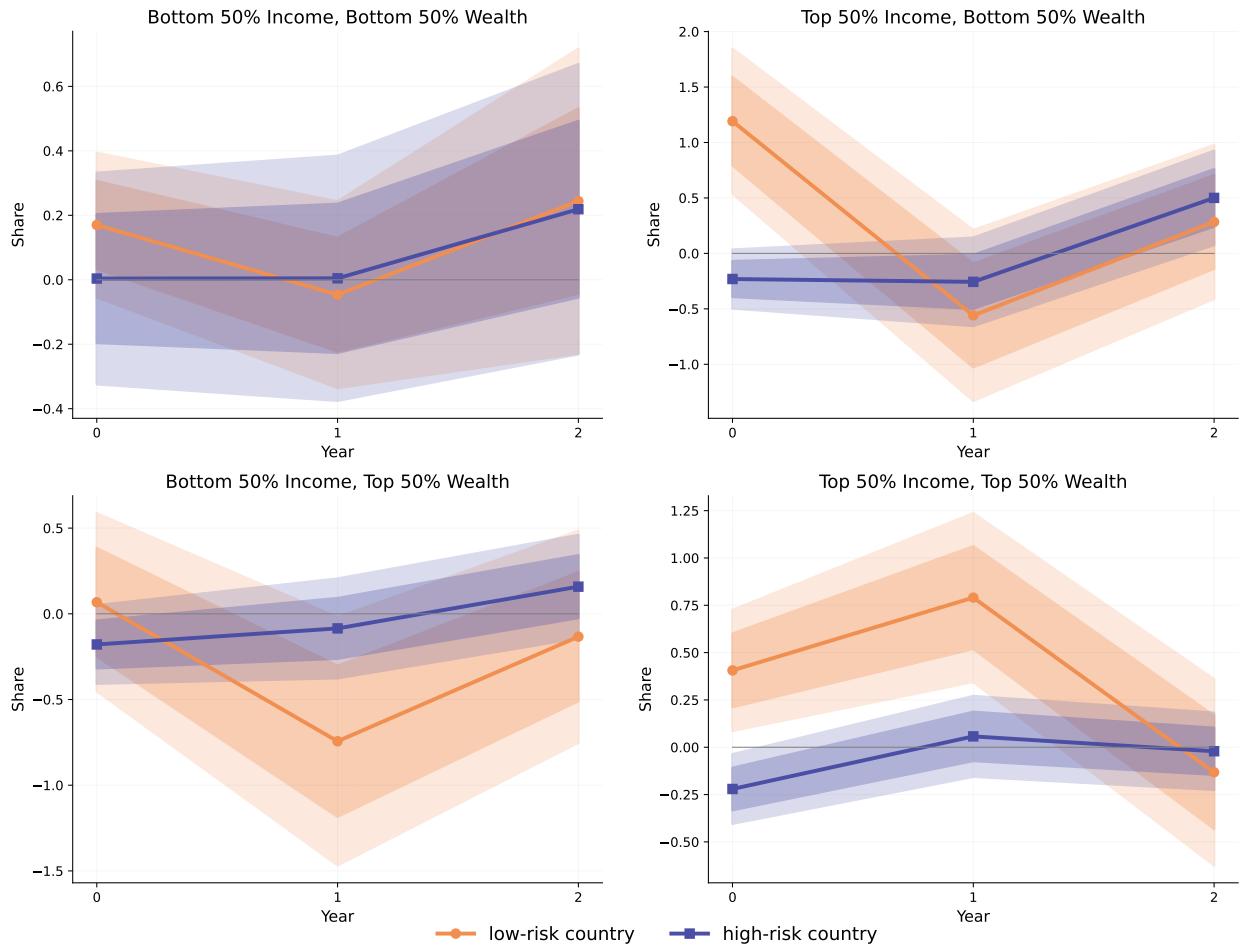 Bottom 50% Income, Bottom 50% Wealth
0.6
0.4
0.2
0.0
−0.2
−0.4
Share
0
1
2
Year
Top 50% Income, Bottom 50% Wealth
2.0
1.5
1.0
0.5
0.0
−0.5
−1.0
Share
0
1
2
Year
Bottom 50% Income, Top 50% Wealth
0.5
0.0
−0.5
−1.0
−1.5
Share
0
1
2
Year
Top 50% Income, Top 50% Wealth
1.25
1.00
0.75
0.50
0.25
0.00
−0.25
−0.50
Share
0
1
2
Year
low-risk country
high-risk country